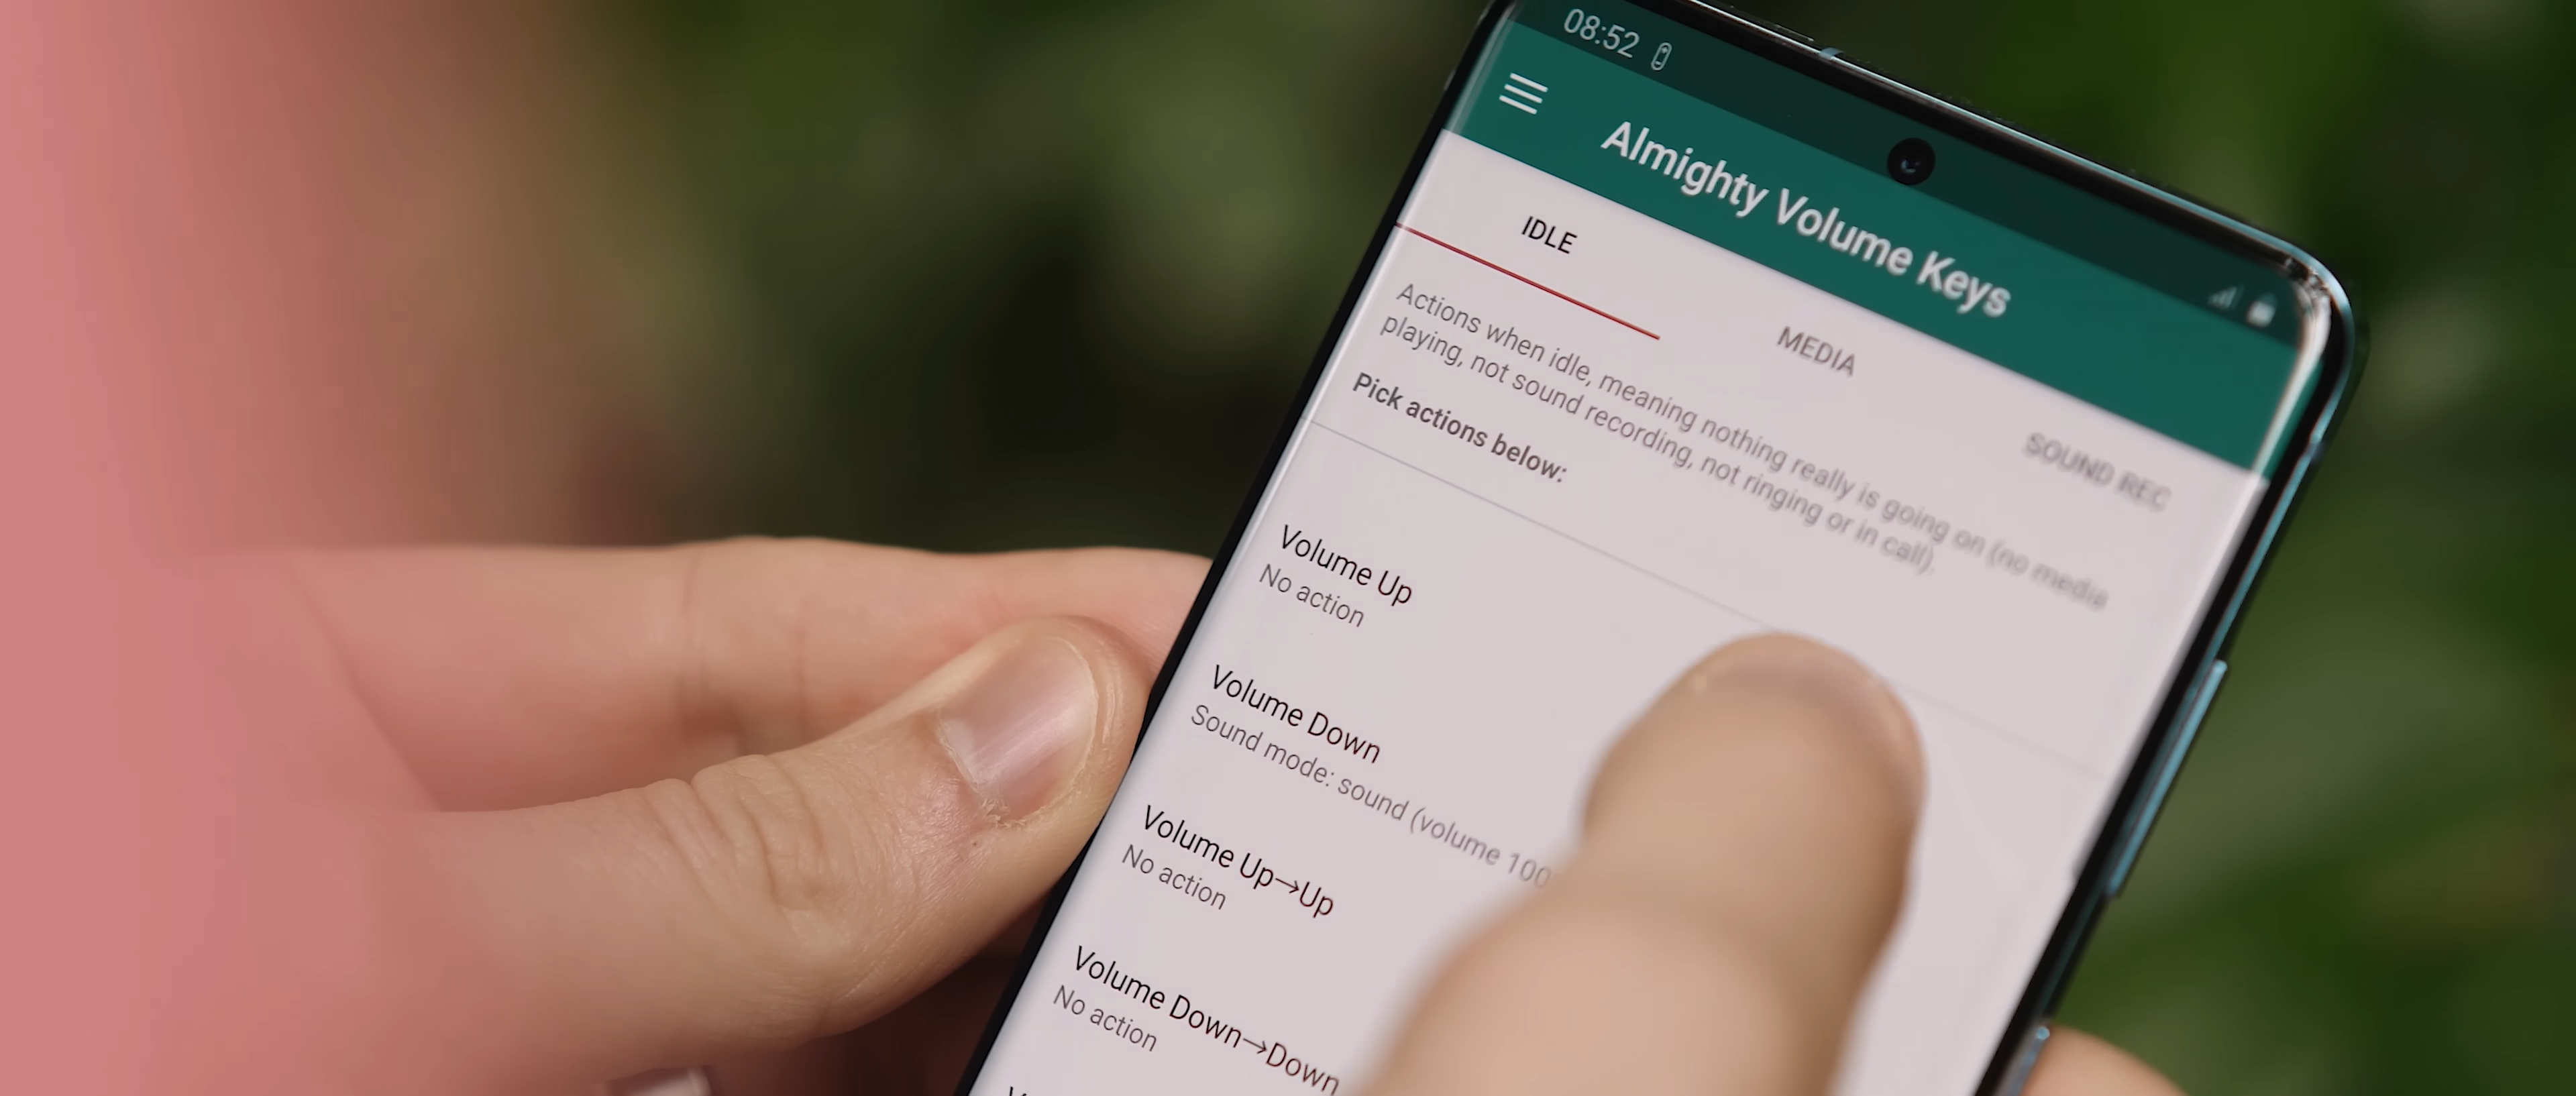 08:52
Almighty Volume Keys
IDLE
MEDIA
SOUND REC
Actions when idle, meaning nothing really is going on (no media
playing, not sound recording, not ringing or in call).
Pick actions below:
Volume Up
No action
Volume Down
Sound mode: sound (volume 100
Volume Up→Up
No action
Volume Down→Down
No action